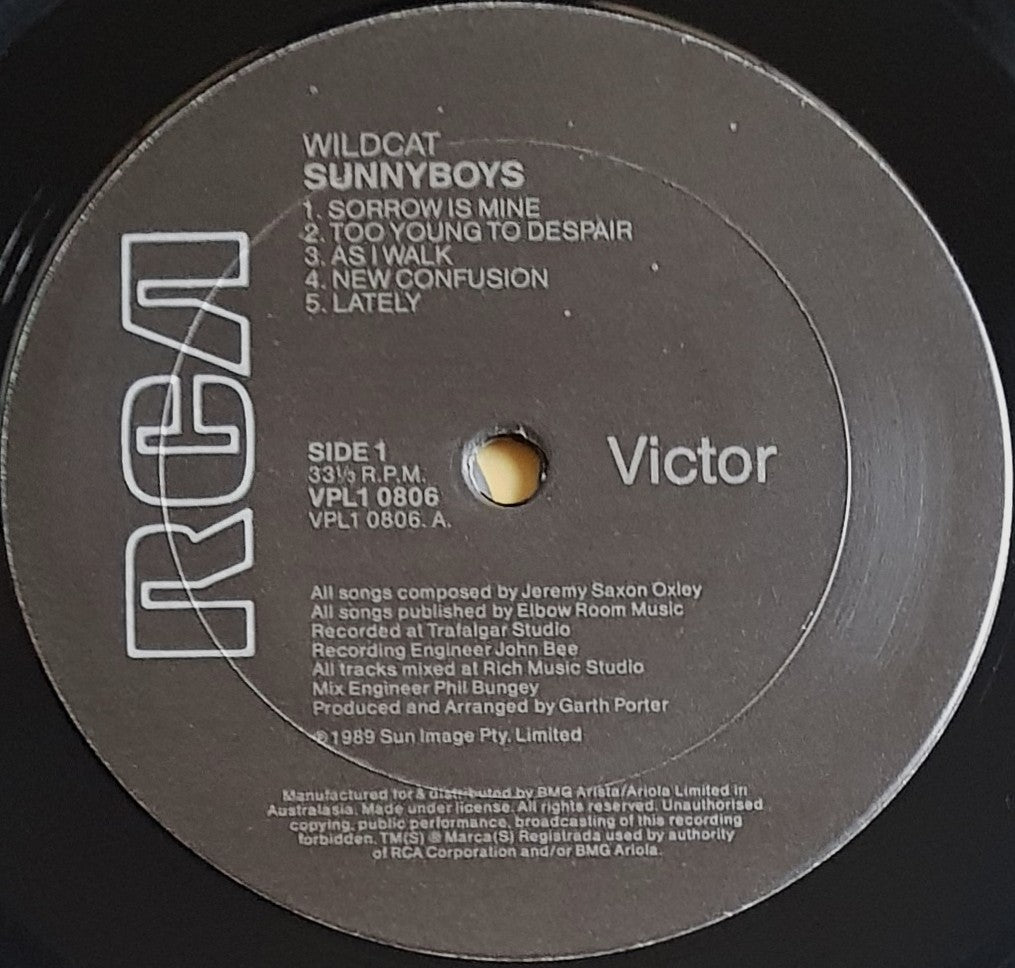 WILDCAT
SUNNYBOYS
1. SORROW IS MINE
2. TOO YOUNG TO DESPAIR
3. AS I WALK
4. NEW CONFUSION
5. LATELY
RCA
SIDE 1
33⅓ R.P.M.
VPL1 0806
VPL1 0806. A.
Victor
All songs composed by Jeremy Saxon Oxley
All songs published by Elbow Room Music
Recorded at Trafalgar Studio
Recording Engineer John Bee
All tracks mixed at Rich Music Studio
Mix Engineer Phil Bungey
Produced and Arranged by Garth Porter
℗ 1989 Sun Image Pty. Limited
Manufactured for & distributed by BMG Arista/Ariola Limited in
Australasia. Made under license. All rights reserved. Unauthorised
copying, public performance, broadcasting of this recording
forbidden. TM(S) ® Marca(S) Registrada used by authority
of RCA Corporation and/or BMG Ariola.